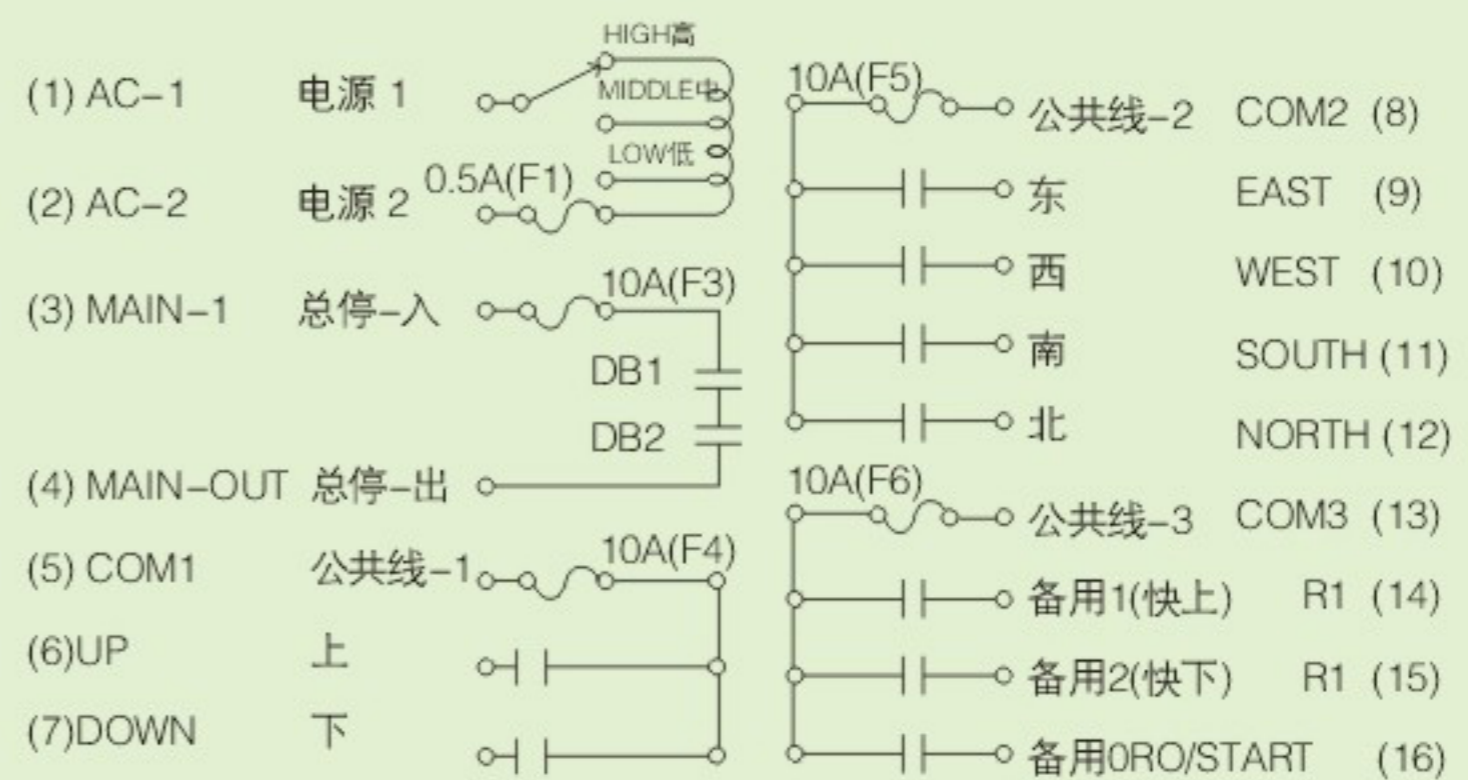 HIGH高
(1) AC-1 电源 1
MIDDLE中
LOW低
(2) AC-2 电源 2 0.5A(F1)
(3) MAIN-1 总停-入 10A(F3)
DB1
DB2
(4) MAIN-OUT 总停-出
(5) COM1 公共线-1 10A(F4)
(6)UP 上
(7)DOWN 下
10A(F5) 公共线-2 COM2 (8)
东 EAST (9)
西 WEST (10)
南 SOUTH (11)
北 NORTH (12)
10A(F6) 公共线-3 COM3 (13)
备用1(快上) R1 (14)
备用2(快下) R1 (15)
备用0RO/START (16)